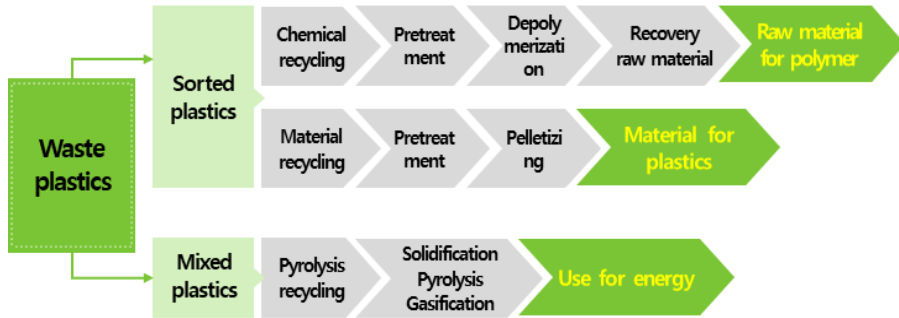 Waste
plastics
Sorted
plastics
Chemical
recycling
Pretreat
ment
Depoly
merizati
on
Recovery
raw material
Raw material
for polymer
Material
recycling
Pretreat
ment
Pelletizi
ng
Material for
plastics
Mixed
plastics
Pyrolysis
recycling
Solidification
Pyrolysis
Gasification
Use for energy